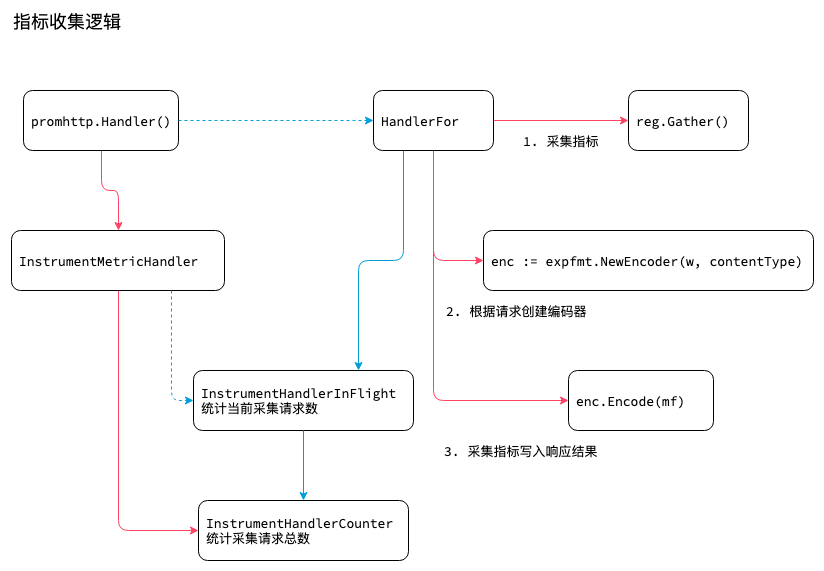 指标收集逻辑
promhttp.Handler()
HandlerFor
reg.Gather()
1. 采集指标
InstrumentMetricHandler
enc := expfmt.NewEncoder(w, contentType)
2. 根据请求创建编码器
InstrumentHandlerInFlight
统计当前采集请求数
enc.Encode(mf)
3. 采集指标写入响应结果
InstrumentHandlerCounter
统计采集请求总数